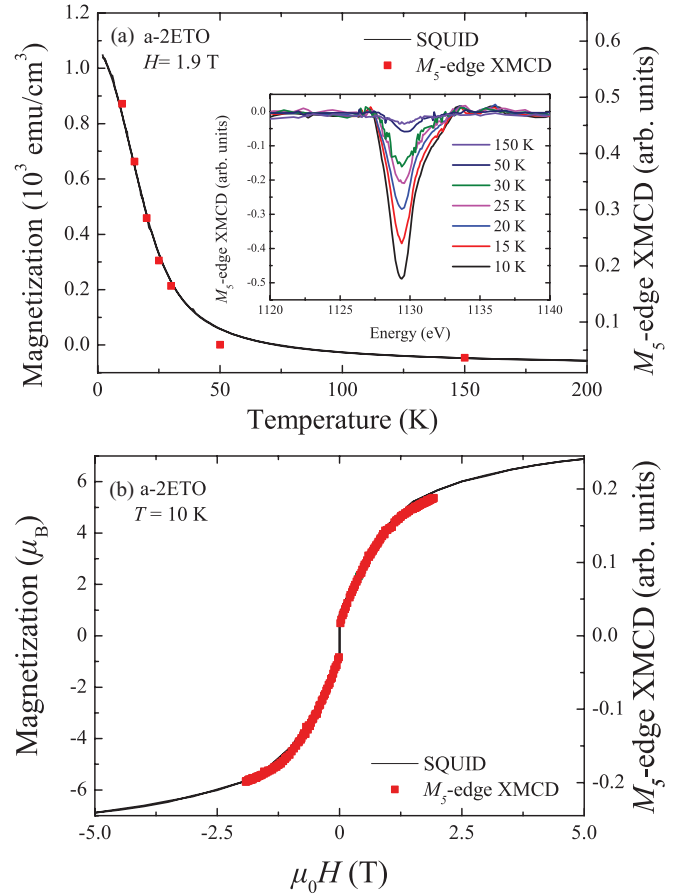 (a) a-2ETO
H= 1.9 T
SQUID
M5-edge XMCD
Magnetization (10³ emu/cm³)
1.2
1.0
0.8
0.6
0.4
0.2
0.0
M5-edge XMCD (arb. units)
0.6
0.5
0.4
0.3
0.2
0.1
M5-edge XMCD (arb. units)
0.0
-0.1
-0.2
-0.3
-0.4
-0.5
150 K
50 K
30 K
25 K
20 K
15 K
10 K
1120 1125 1130 1135 1140
Energy (eV)
0 50 100 150 200
Temperature (K)
(b) a-2ETO
T = 10 K
Magnetization (μB)
6
4
2
0
-2
-4
-6
M5-edge XMCD (arb. units)
0.2
0.1
0.0
-0.1
-0.2
SQUID
M5-edge XMCD
-5.0 -2.5 0 2.5 5.0
μ0H (T)